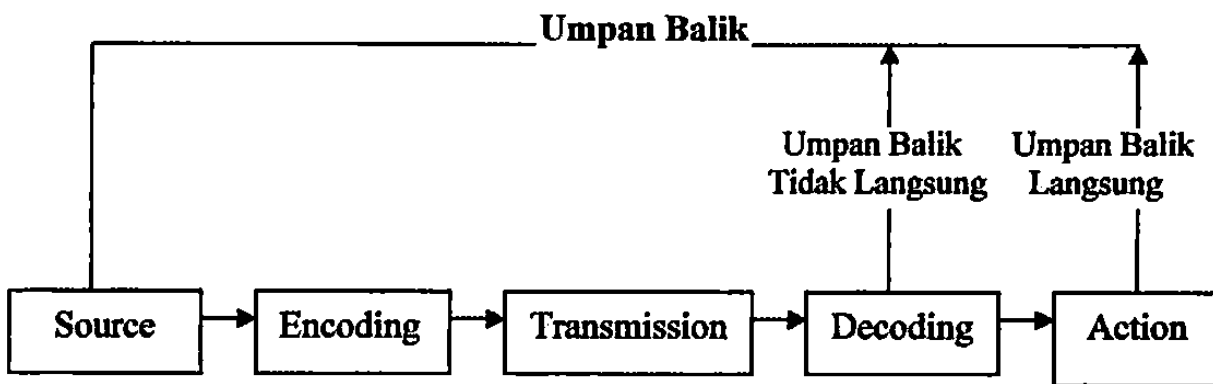 Umpan Balik
Umpan Balik
Tidak Langsung
Umpan Balik
Langsung
Source
Encoding
Transmission
Decoding
Action